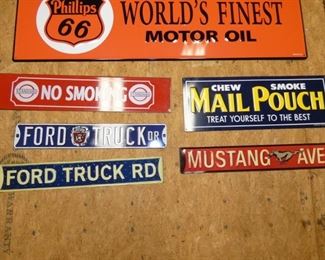 Phillips
66
WORLD'S FINEST
MOTOR OIL
NO SMOKING
CHEW SMOKE
MAIL POUCH
TREAT YOURSELF TO THE BEST
FORD TRUCK DR
MUSTANG AVE
FORD TRUCK RD